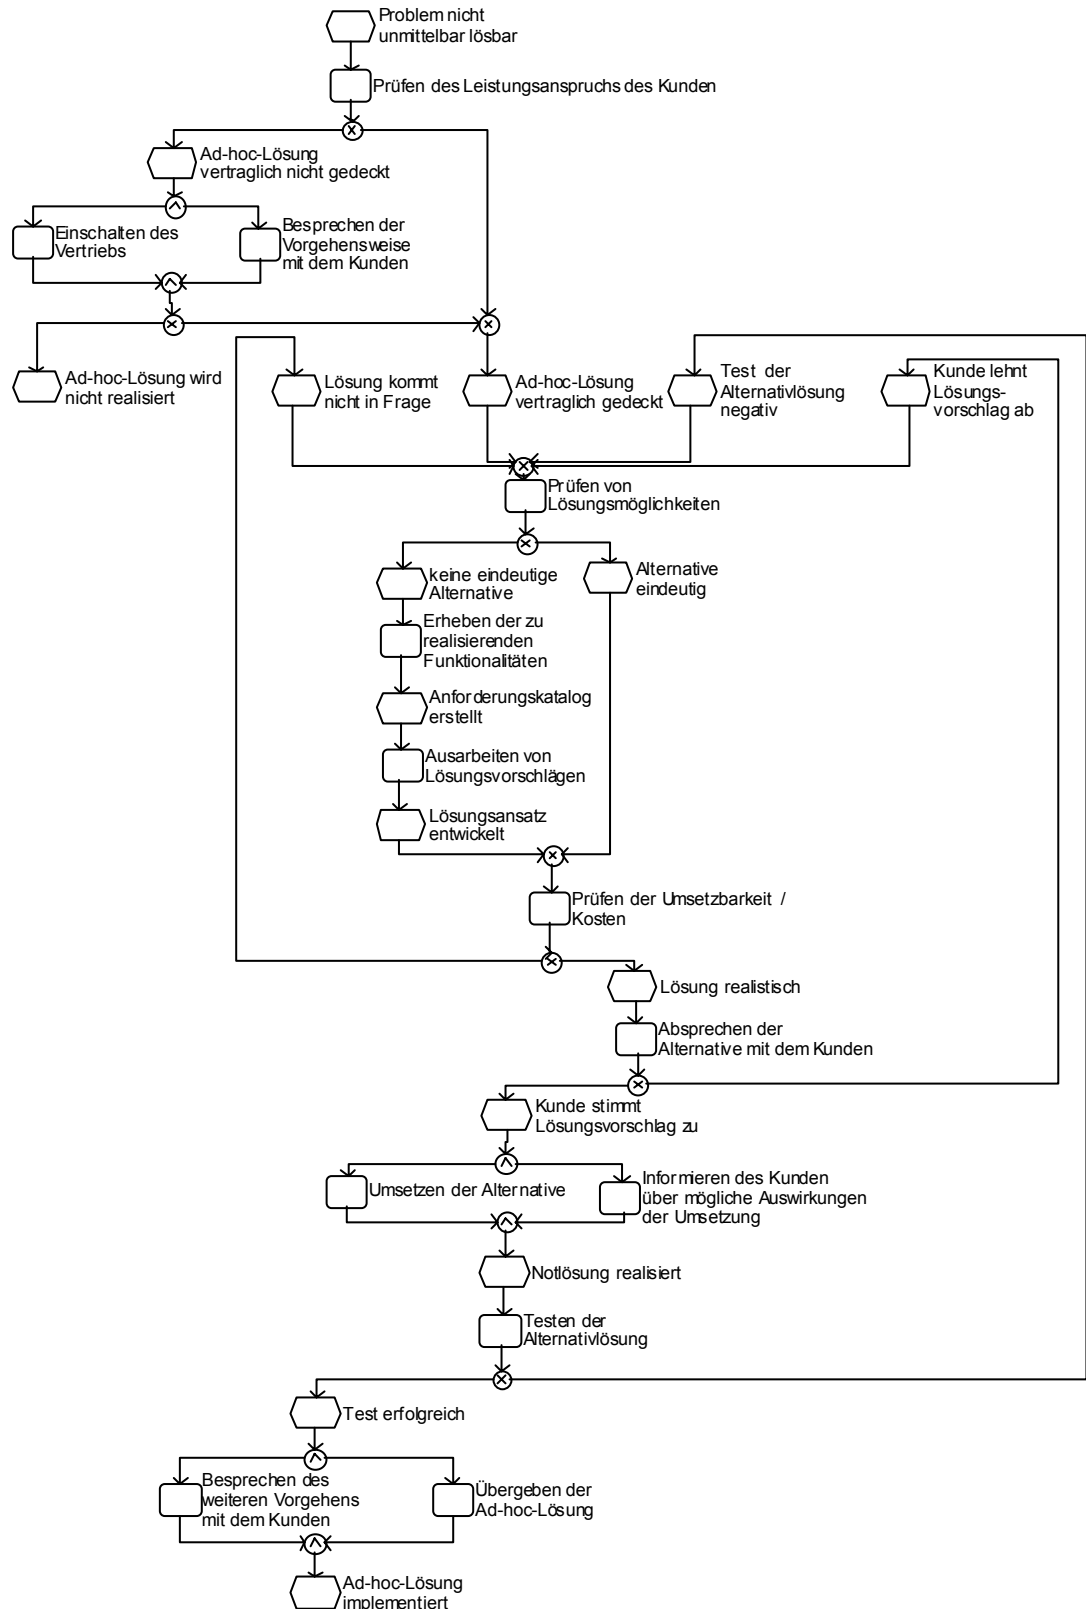 Problem nicht
unmittelbar lösbar
Prüfen des Leistungsanspruchs des Kunden
Ad-hoc-Lösung
vertraglich nicht gedeckt
Einschalten des
Vertriebs
Besprechen der
Vorgehensweise
mit dem Kunden
Ad-hoc-Lösung wird
nicht realisiert
Lösung kommt
nicht in Frage
Ad-hoc-Lösung
vertraglich gedeckt
Test der
Alternativlösung
negativ
Kunde lehnt
Lösungs-
vorschlag ab
Prüfen von
Lösungsmöglichkeiten
keine eindeutige
Alternative
Alternative
eindeutig
Erheben der zu
realisierenden
Funktionalitäten
Anforderungskatalog
erstellt
Ausarbeiten von
Lösungsvorschlägen
Lösungsansatz
entwickelt
Prüfen der Umsetzbarkeit /
Kosten
Lösung realistisch
Absprechen der
Alternative mit dem Kunden
Kunde stimmt
Lösungsvorschlag zu
Umsetzen der Alternative
Informieren des Kunden
über mögliche Auswirkungen
der Umsetzung
Notlösung realisiert
Testen der
Alternativlösung
Test erfolgreich
Besprechen des
weiteren Vorgehens
mit dem Kunden
Übergeben der
Ad-hoc-Lösung
Ad-hoc-Lösung
implementiert